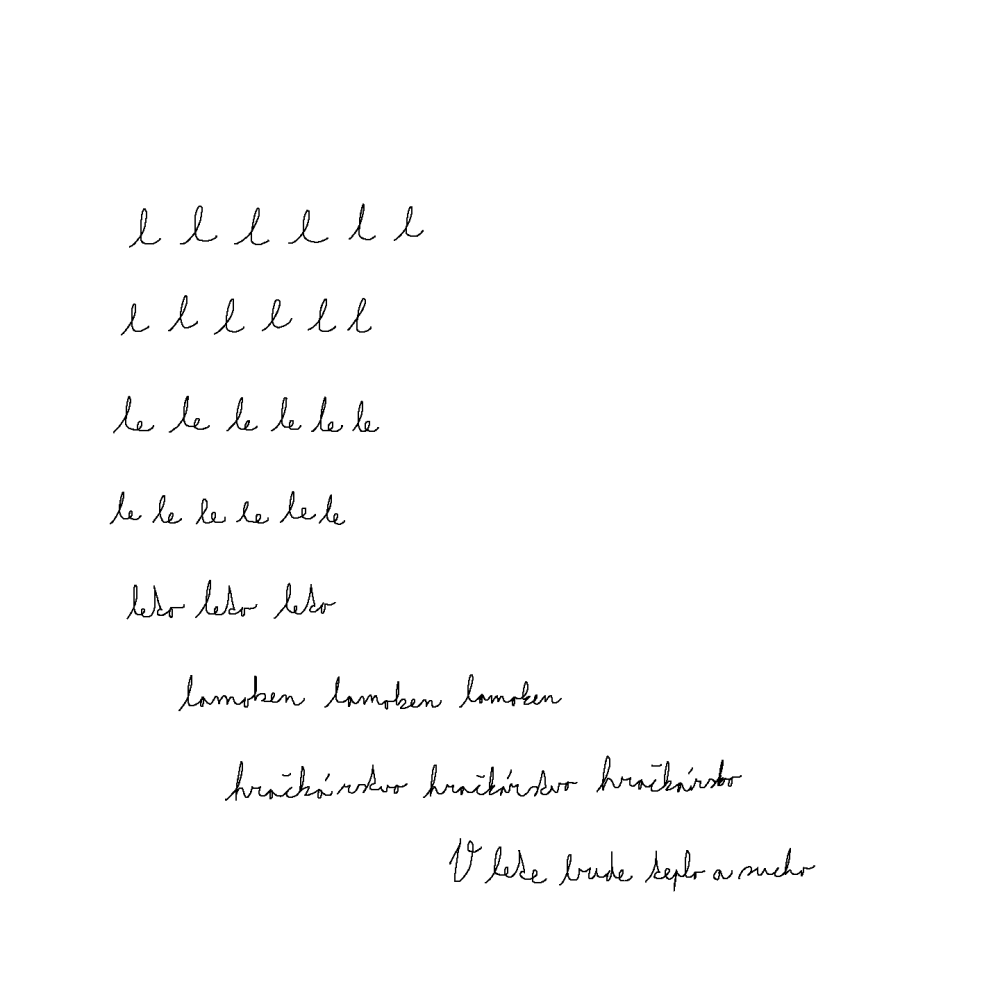 l l l l l l
l l l l l l
le le le le le le
le le le le le le
leto leto leto
lamoken lamoken lamoken
hračkárstvo hračkárstvo hračkárstvo
V lete bude teplo a sucho